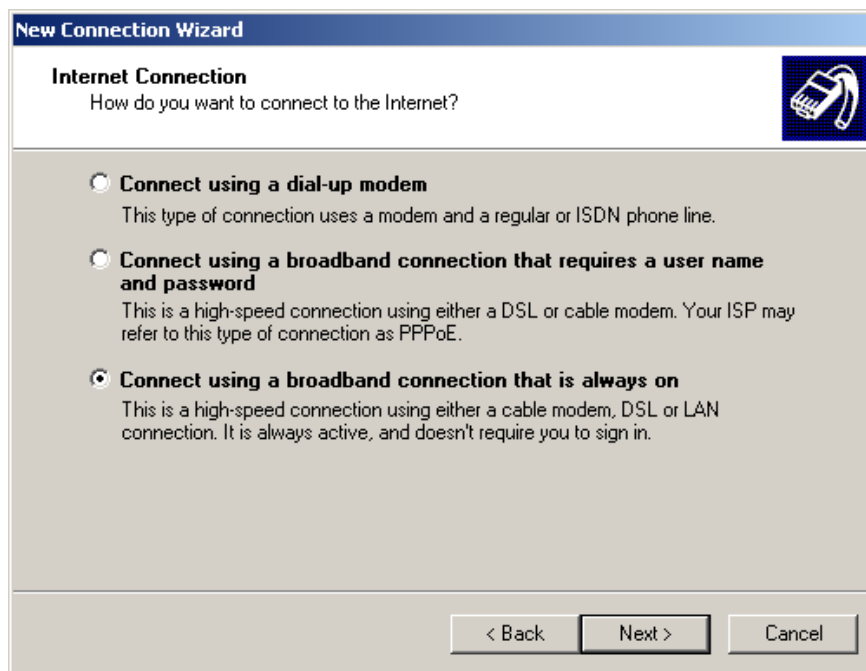 New Connection Wizard
Internet Connection
How do you want to connect to the Internet?
Connect using a dial-up modem
This type of connection uses a modem and a regular or ISDN phone line.
Connect using a broadband connection that requires a user name
and password
This is a high-speed connection using either a DSL or cable modem. Your ISP may
refer to this type of connection as PPPoE.
Connect using a broadband connection that is always on
This is a high-speed connection using either a cable modem, DSL or LAN
connection. It is always active, and doesn't require you to sign in.
< Back Next > Cancel